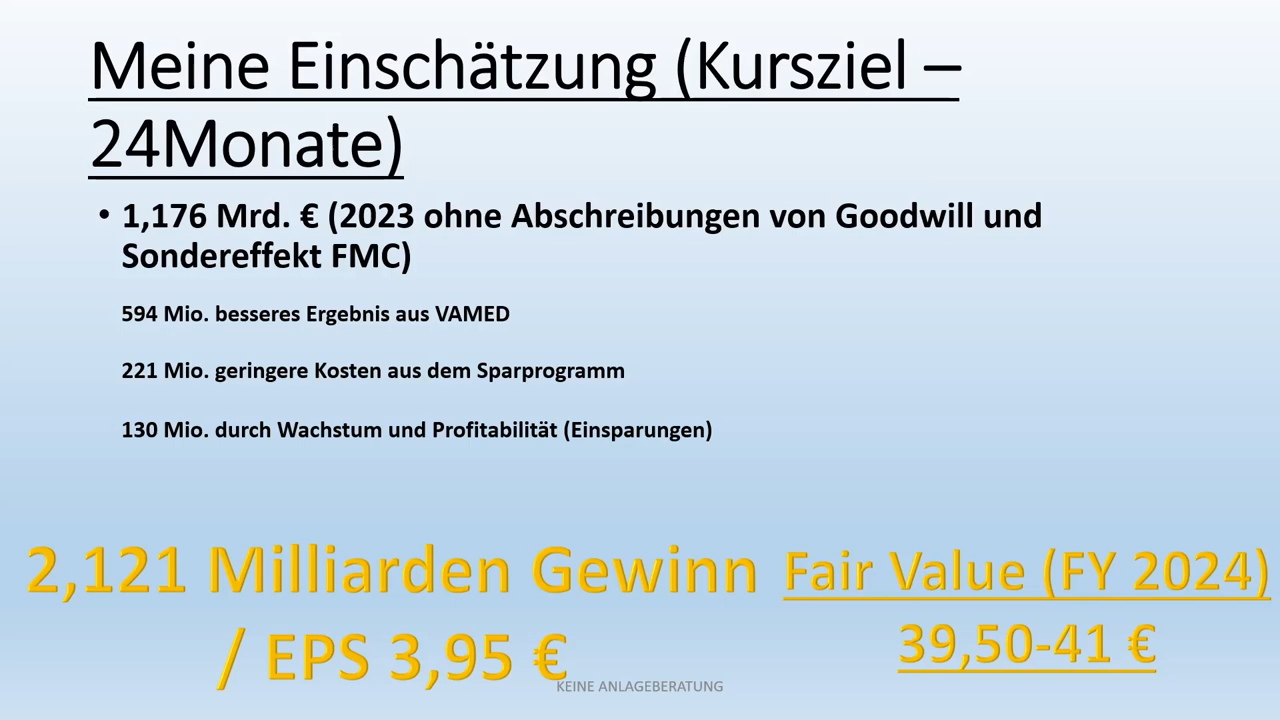 Meine Einschätzung (Kursziel –
24Monate)
• 1,176 Mrd. € (2023 ohne Abschreibungen von Goodwill und
Sondereffekt FMC)
594 Mio. besseres Ergebnis aus VAMED
221 Mio. geringere Kosten aus dem Sparprogramm
130 Mio. durch Wachstum und Profitabilität (Einsparungen)
2,121 Milliarden Gewinn
/ EPS 3,95 €
Fair Value (FY 2024)
39,50-41 €
KEINE ANLAGEBERATUNG